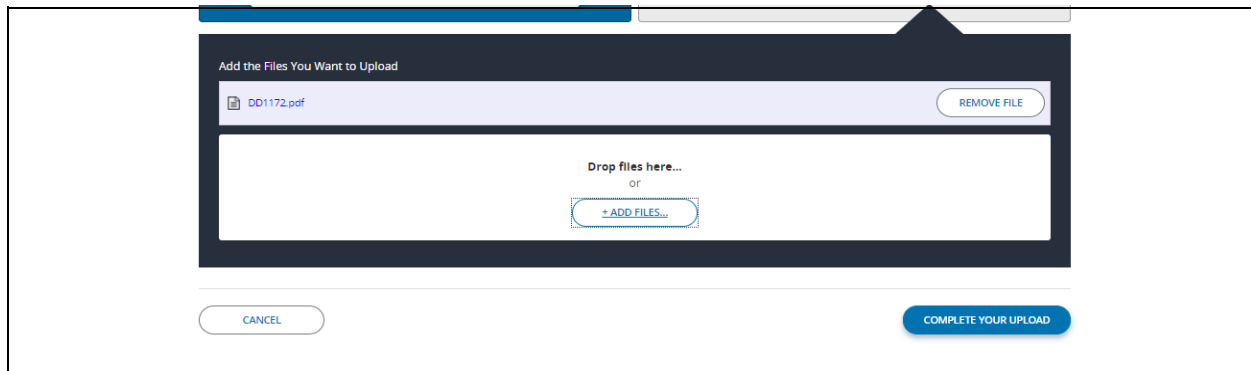 Add the Files You Want to Upload
DD1172.pdf
REMOVE FILE
Drop files here...
or
+ ADD FILES...
CANCEL
COMPLETE YOUR UPLOAD